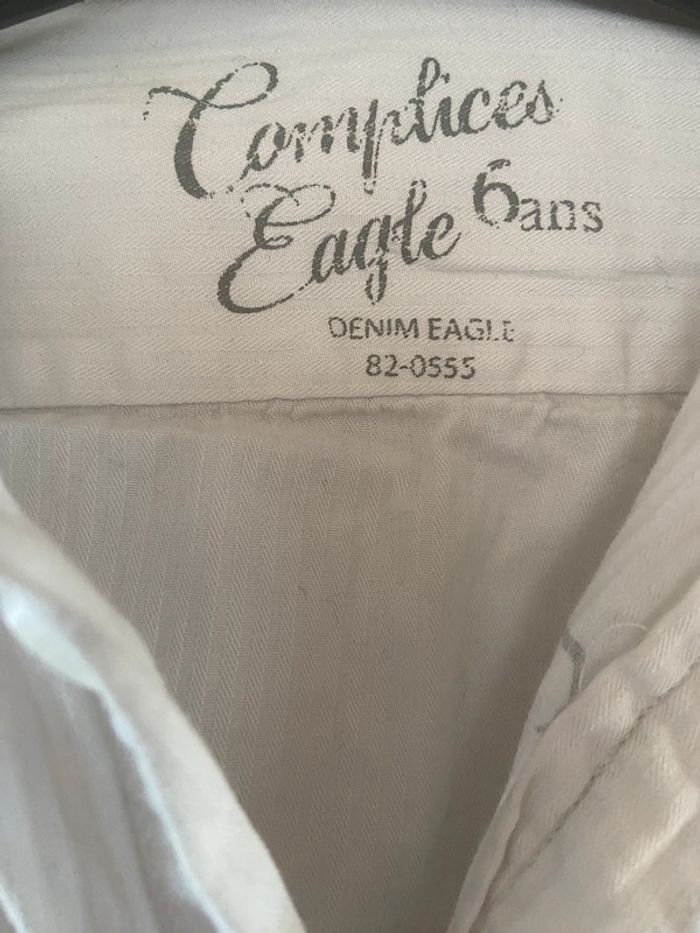 Complices
Eagle 6ans
DENIM EAGLE
82-0555